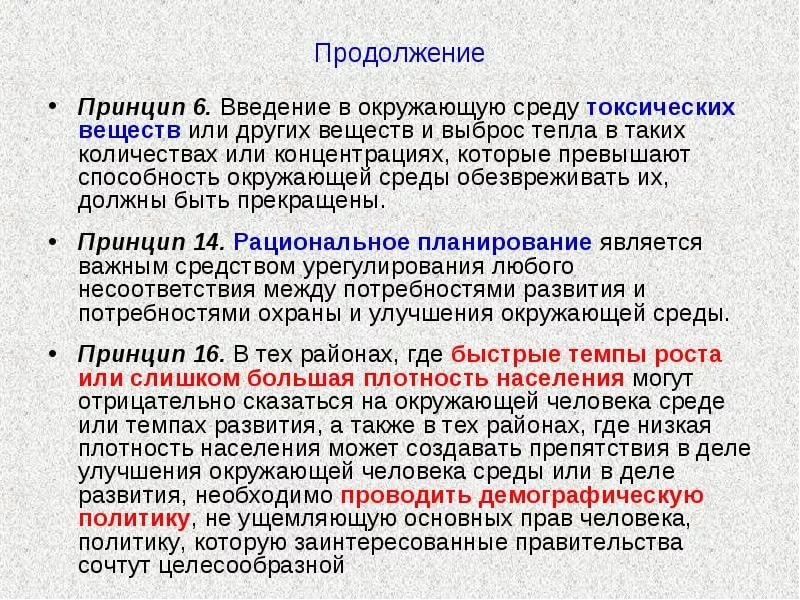 Продолжение
• Принцип 6. Введение в окружающую среду токсических
веществ или других веществ и выброс тепла в таких
количествах или концентрациях, которые превышают
способность окружающей среды обезвреживать их,
должны быть прекращены.
• Принцип 14. Рациональное планирование является
важным средством урегулирования любого
несоответствия между потребностями развития и
потребностями охраны и улучшения окружающей среды.
• Принцип 16. В тех районах, где быстрые темпы роста
или слишком большая плотность населения могут
отрицательно сказаться на окружающей человека среде
или темпах развития, а также в тех районах, где низкая
плотность населения может создавать препятствия в деле
улучшения окружающей человека среды или в деле
развития, необходимо проводить демографическую
политику, не ущемляющую основных прав человека,
политику, которую заинтересованные правительства
сочтут целесообразной